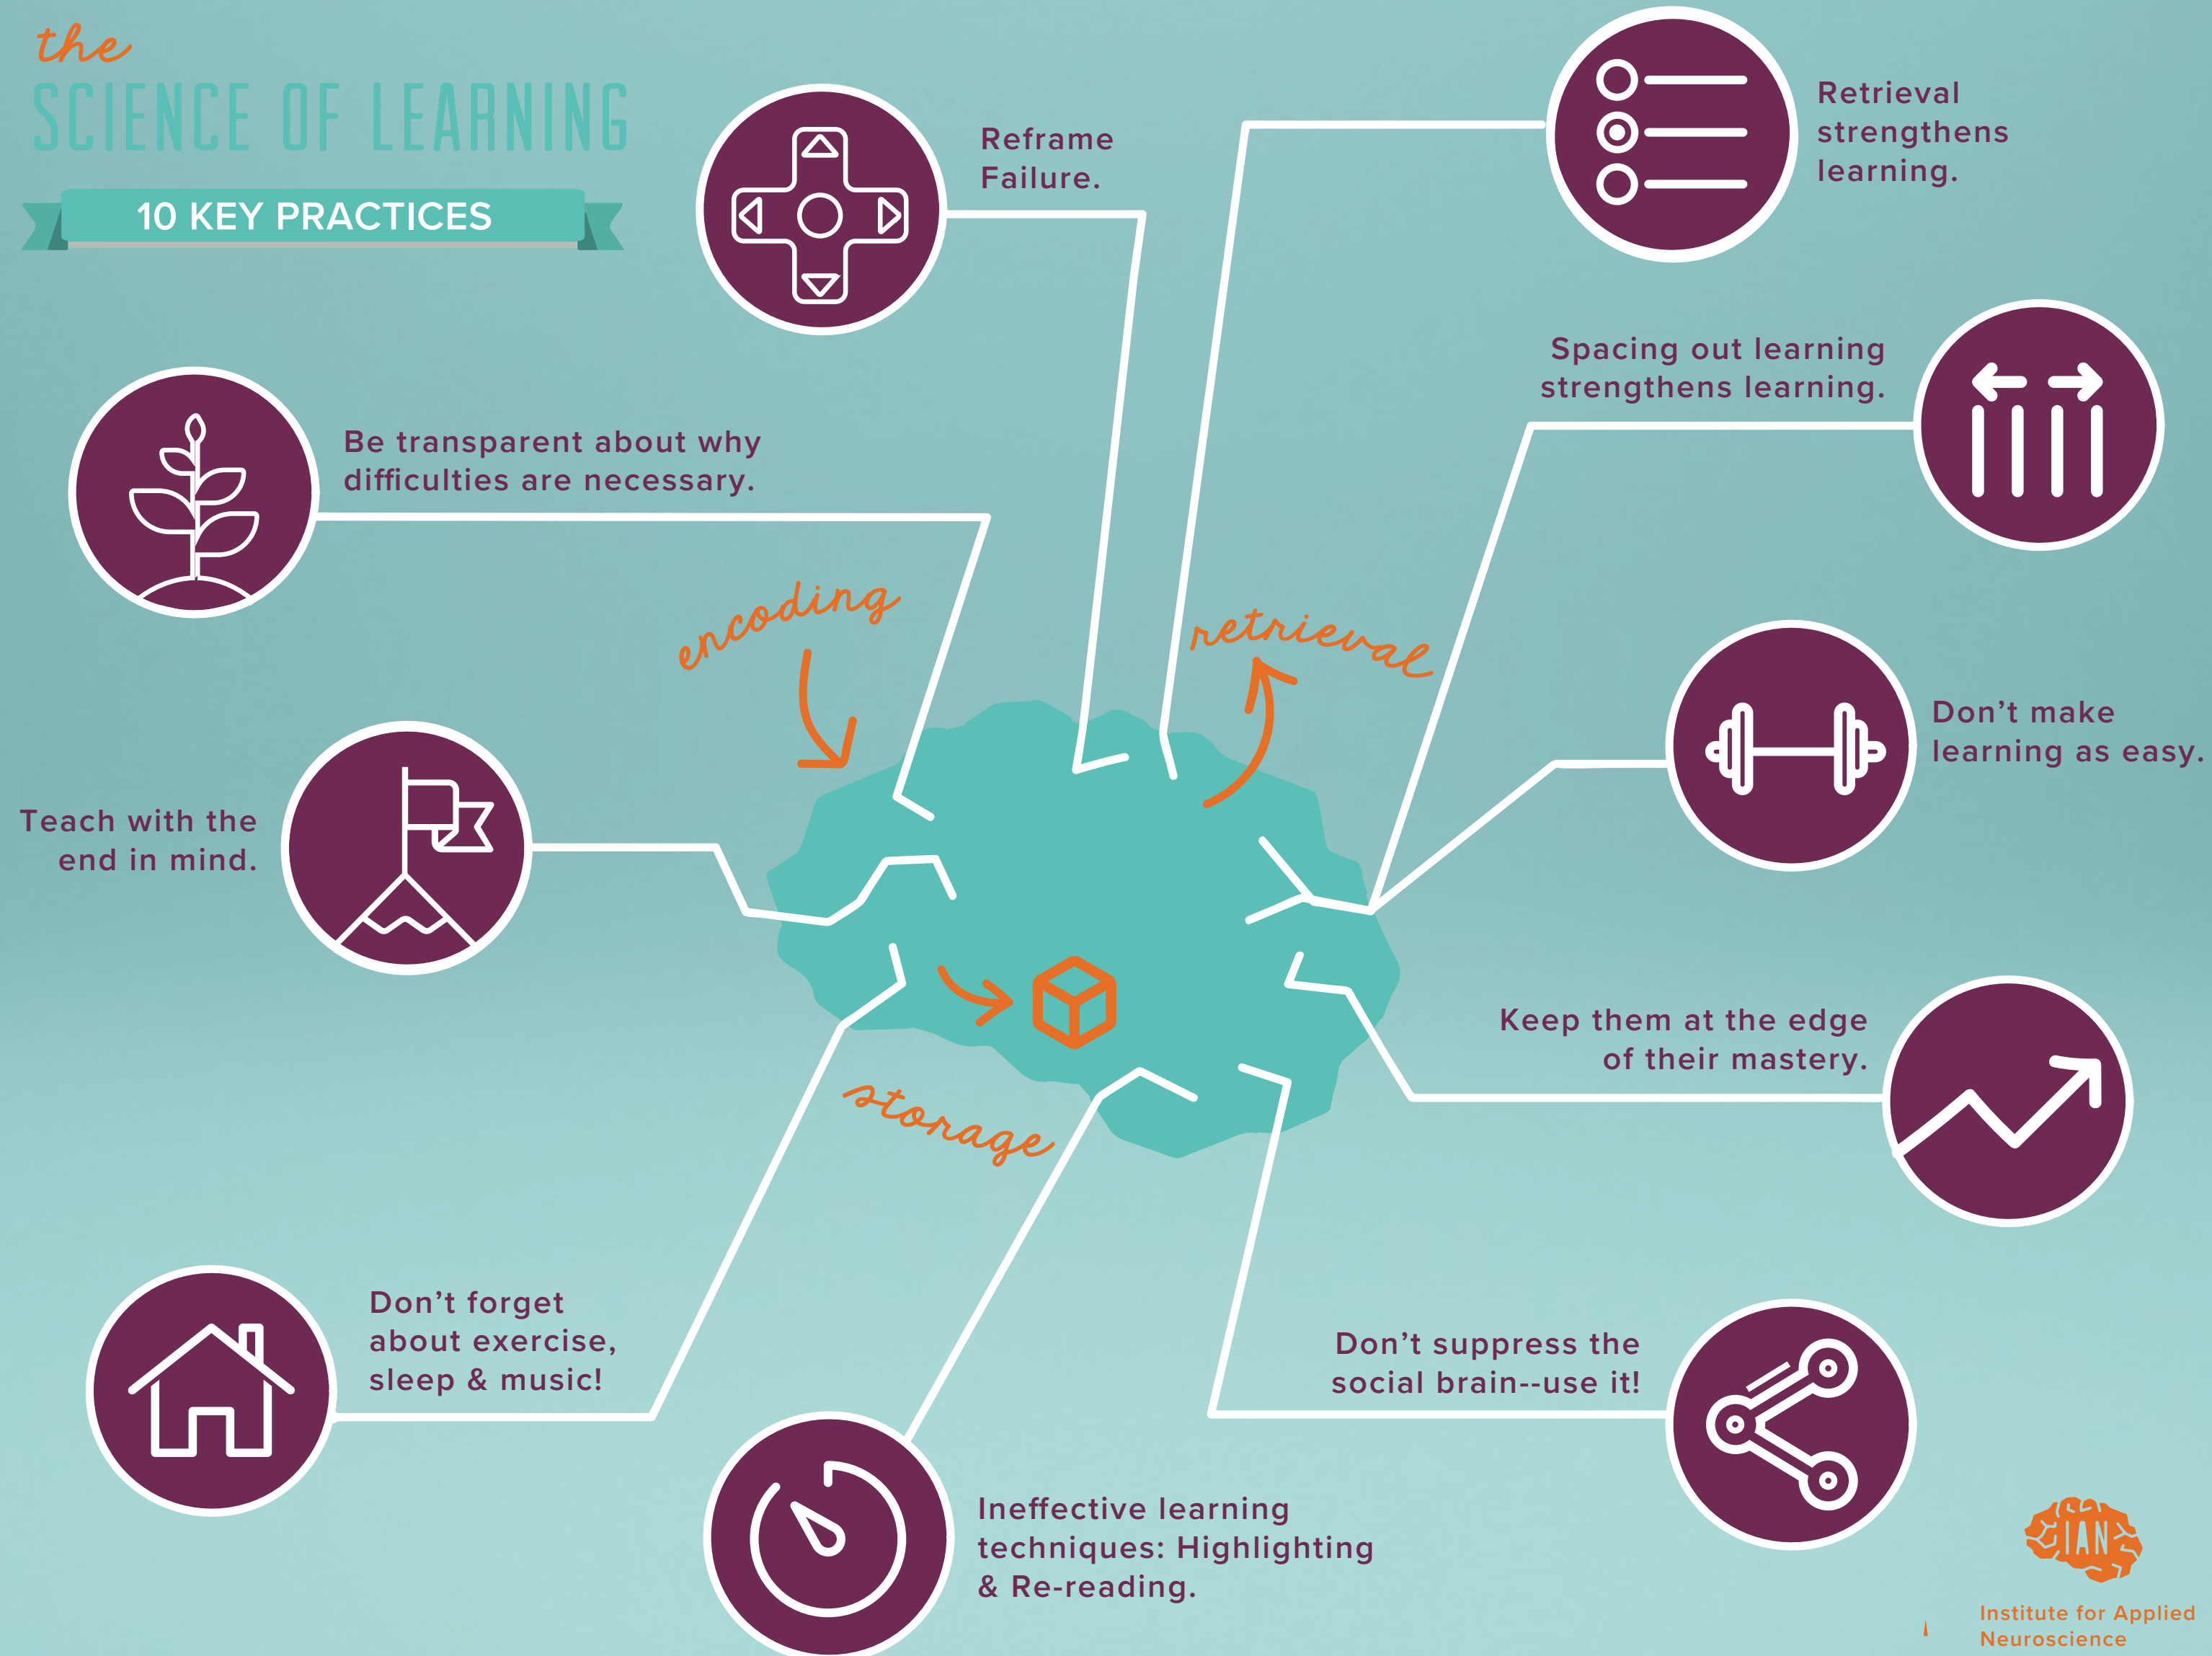 the
SCIENCE OF LEARNING
10 KEY PRACTICES
Reframe
Failure.
Retrieval
strengthens
learning.
Spacing out learning
strengthens learning.
Be transparent about why
difficulties are necessary.
encoding
retrieval
Don’t make
learning as easy.
Teach with the
end in mind.
Keep them at the edge
of their mastery.
storage
Don’t forget
about exercise,
sleep & music!
Don’t suppress the
social brain--use it!
Ineffective learning
techniques: Highlighting
& Re-reading.
IAN
Institute for Applied
Neuroscience